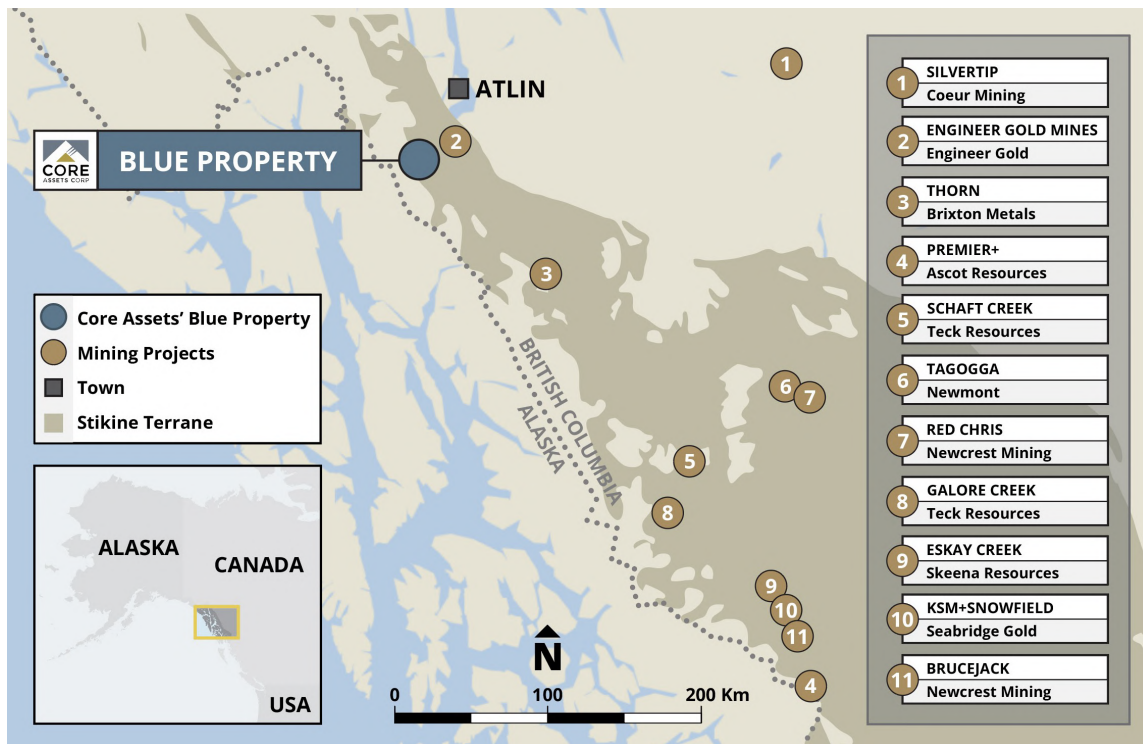 ATLIN
CORE
ASSETS CORP
BLUE PROPERTY
1
2
3
6
7
5
8
9
10
11
4
BRITISH COLUMBIA
ALASKA
Core Assets’ Blue Property
Mining Projects
Town
Stikine Terrane
ALASKA
CANADA
USA
N
0 100 200 Km
1 SILVERTIP
Coeur Mining
2 ENGINEER GOLD MINES
Engineer Gold
3 THORN
Brixton Metals
4 PREMIER+
Ascot Resources
5 SCHAFT CREEK
Teck Resources
6 TAGOGGA
Newmont
7 RED CHRIS
Newcrest Mining
8 GALORE CREEK
Teck Resources
9 ESKAY CREEK
Skeena Resources
10 KSM+SNOWFIELD
Seabridge Gold
11 BRUCEJACK
Newcrest Mining